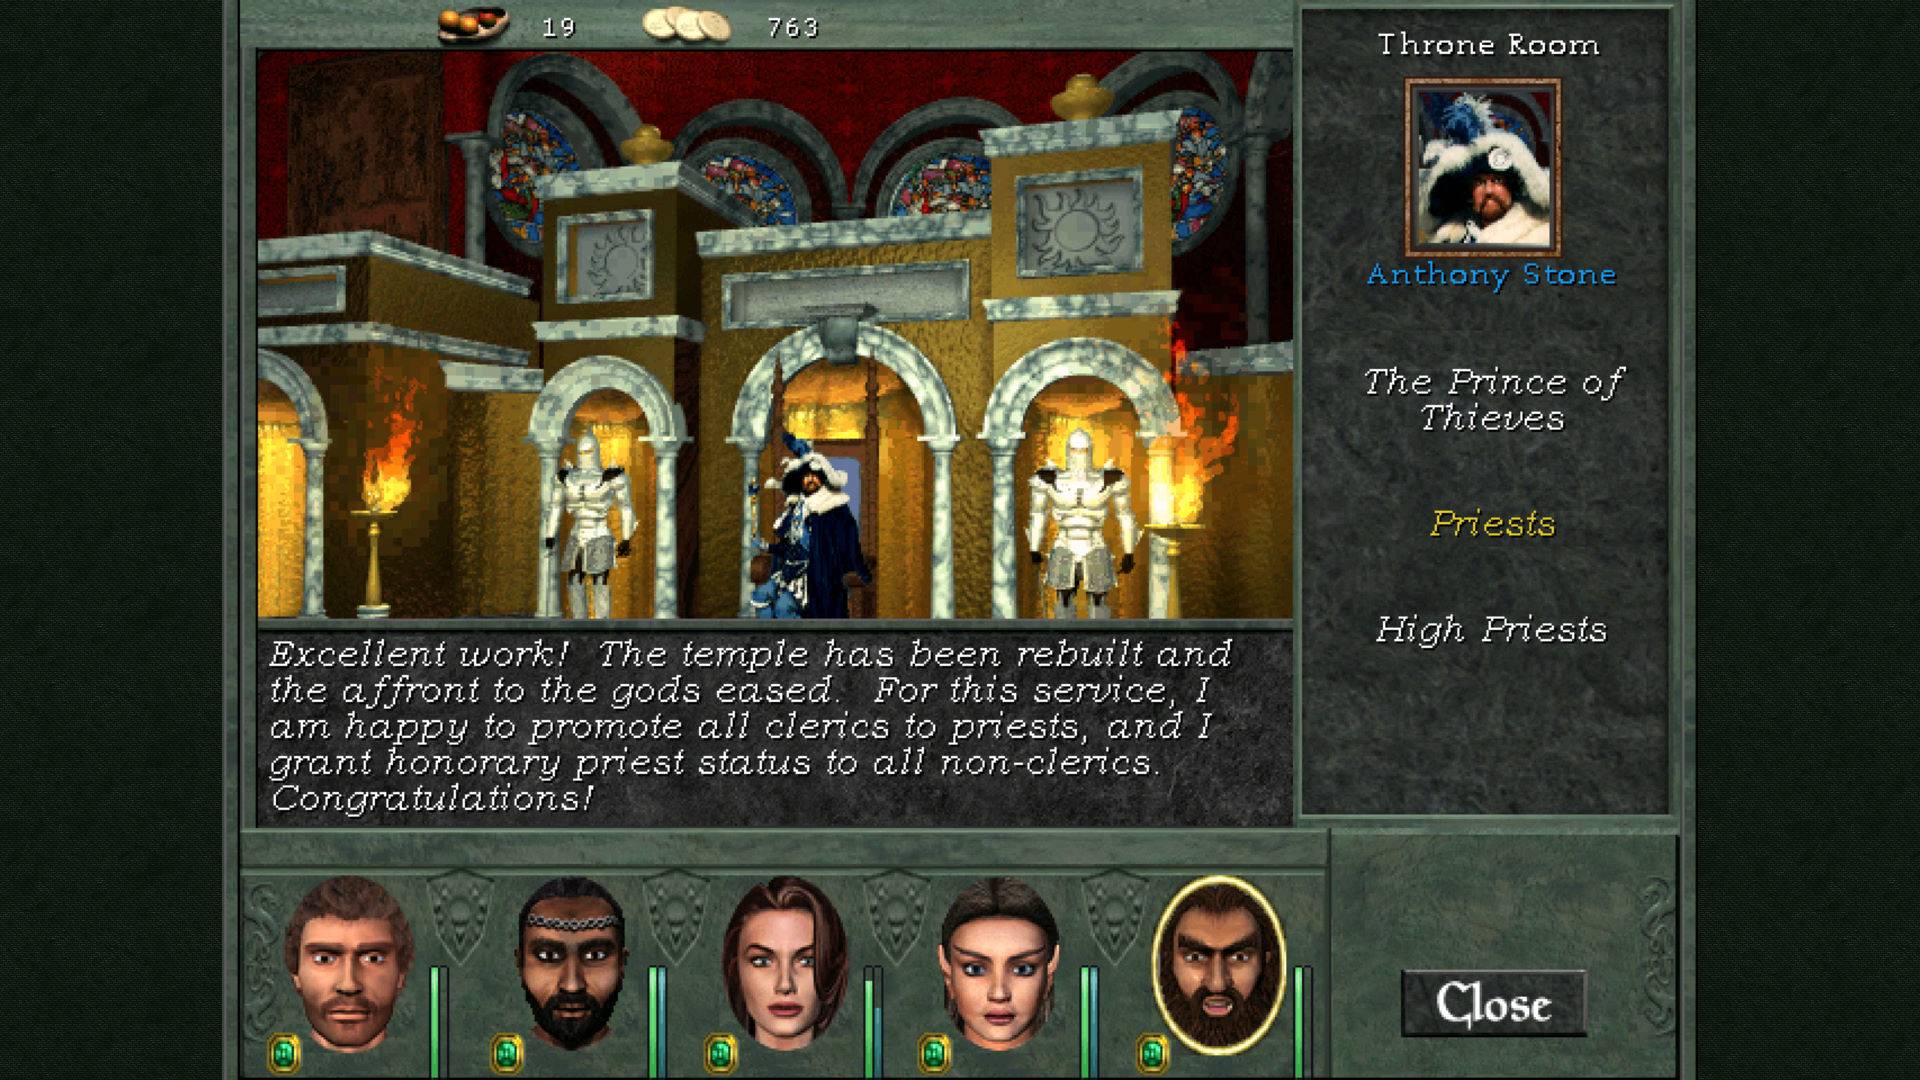 19
763
Throne Room
Anthony Stone
The Prince of
Thieves
Priests
High Priests
Excellent work!  The temple has been rebuilt and
the affront to the gods eased.  For this service, I
am happy to promote all clerics to priests, and I
grant honorary priest status to all non-clerics.
Congratulations!
Close